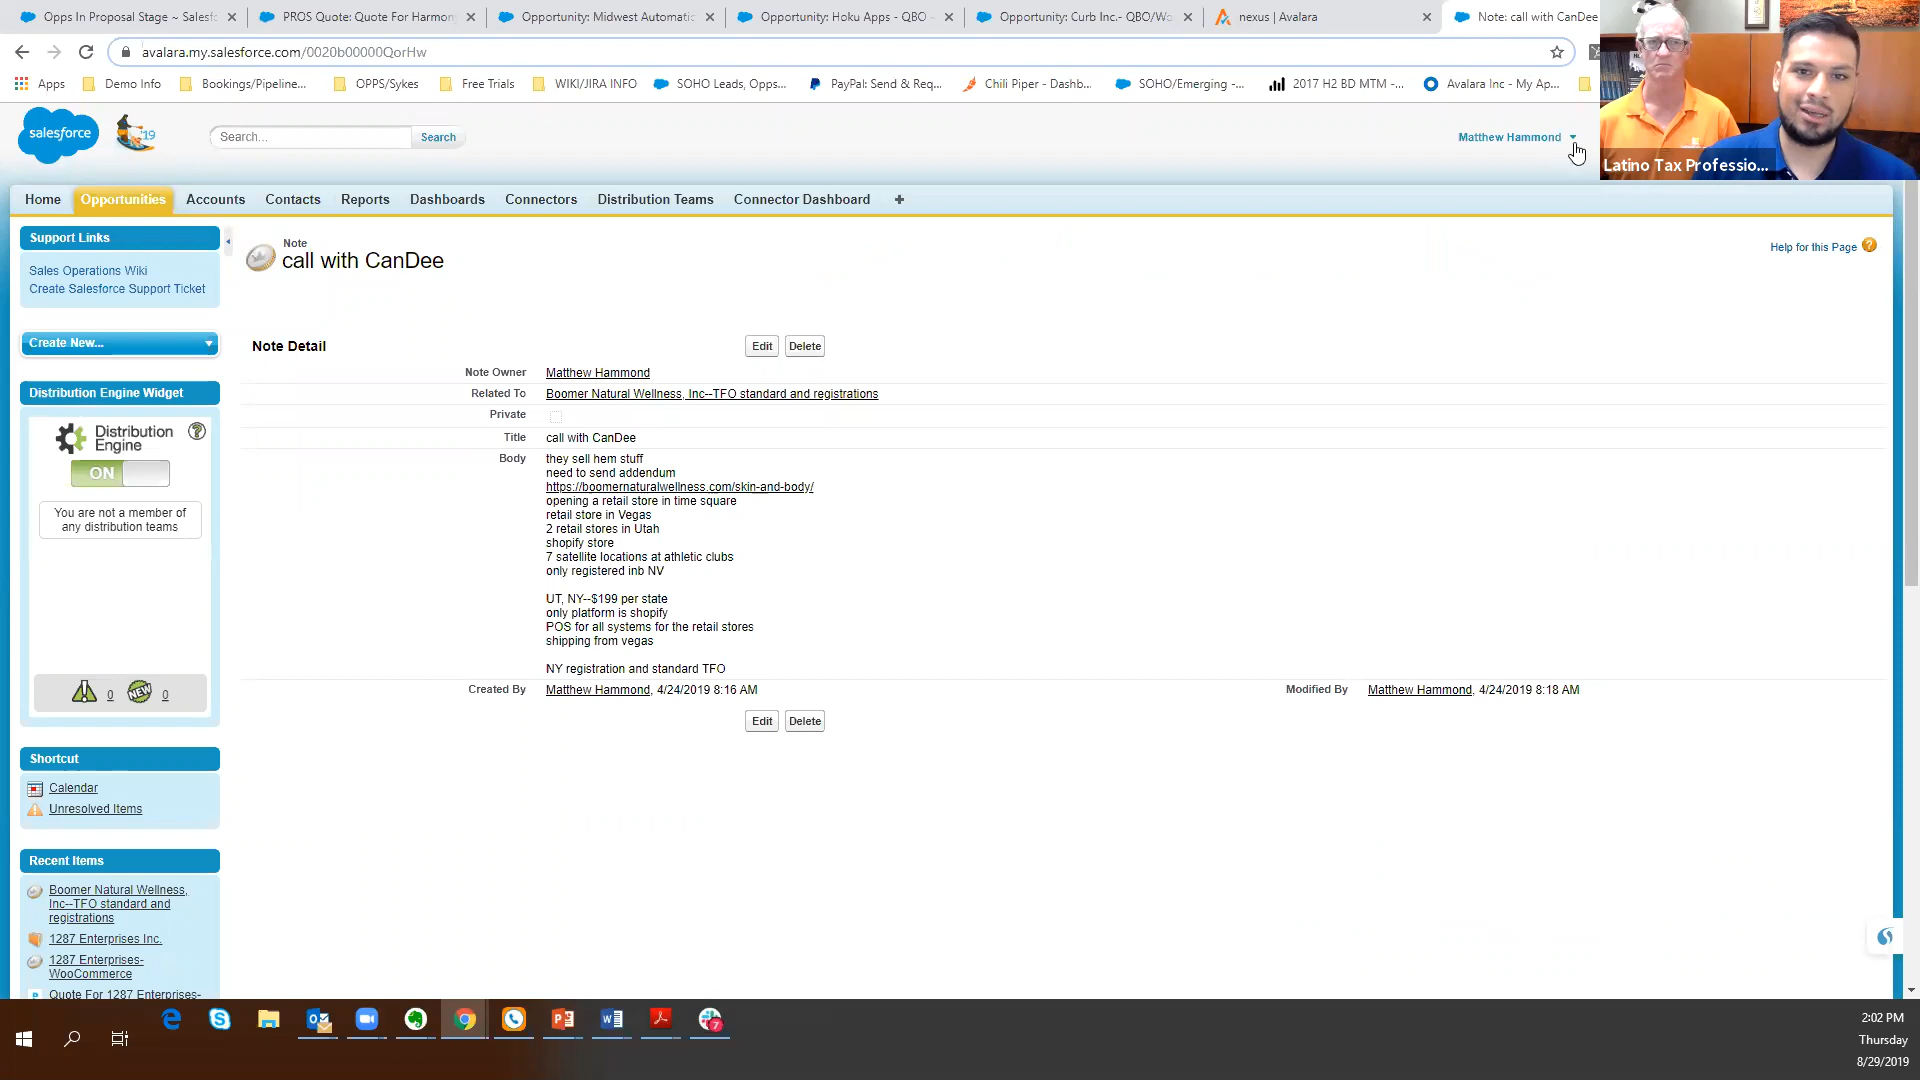 Opps In Proposal Stage ~ Salesf
PROS Quote: Quote For Harmon
Opportunity: Midwest Automatic
Opportunity: Hoku Apps - QBO -
Opportunity: Curb Inc.- QBO/Wo
nexus | Avalara
Note: call with CanDee
avalara.my.salesforce.com/0020b00000QorHw
Apps
Demo Info
Bookings/Pipeline...
OPPS/Sykes
Free Trials
WIKI/JIRA INFO
SOHO Leads, Opps...
PayPal: Send & Req...
Chili Piper - Dashb...
SOHO/Emerging -...
2017 H2 BD MTM -...
Avalara Inc - My Ap...
salesforce
'19
Search...
Search
Matthew Hammond
Latino Tax Professio...
Home
Opportunities
Accounts
Contacts
Reports
Dashboards
Connectors
Distribution Teams
Connector Dashboard
+
Support Links
Sales Operations Wiki
Create Salesforce Support Ticket
Create New...
Distribution Engine Widget
Distribution
Engine
?
ON
You are not a member of
any distribution teams
0
NEW
0
Shortcut
Calendar
Unresolved Items
Recent Items
Boomer Natural Wellness,
Inc--TFO standard and
registrations
1287 Enterprises Inc.
1287 Enterprises-
WooCommerce
Quote For 1287 Enterprises-
Note
call with CanDee
Help for this Page ?
Note Detail
Edit
Delete
Note Owner Matthew Hammond
Related To Boomer Natural Wellness, Inc--TFO standard and registrations
Private
Title call with CanDee
Body they sell hem stuff
need to send addendum
https://boomernaturalwellness.com/skin-and-body/
opening a retail store in time square
retail store in Vegas
2 retail stores in Utah
shopify store
7 satellite locations at athletic clubs
only registered inb NV
UT, NY--$199 per state
only platform is shopify
POS for all systems for the retail stores
shipping from vegas
NY registration and standard TFO
Created By Matthew Hammond, 4/24/2019 8:16 AM
Modified By Matthew Hammond, 4/24/2019 8:18 AM
Edit
Delete
7
2:02 PM
Thursday
8/29/2019